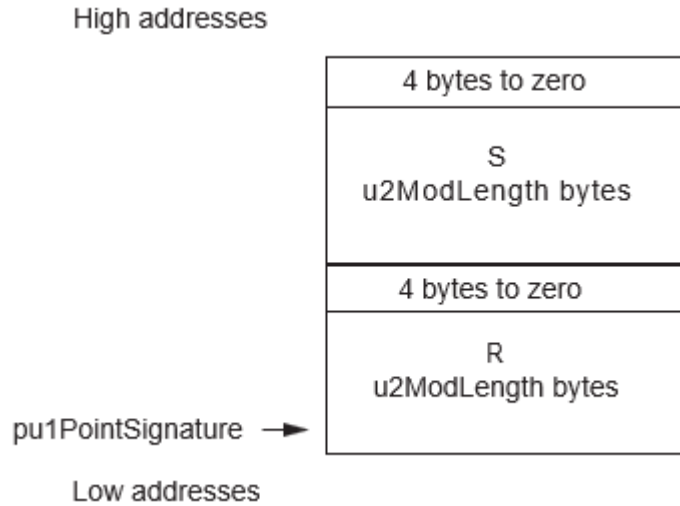 High addresses
4 bytes to zero
S
u2ModLength bytes
4 bytes to zero
R
u2ModLength bytes
pu1PointSignature
Low addresses